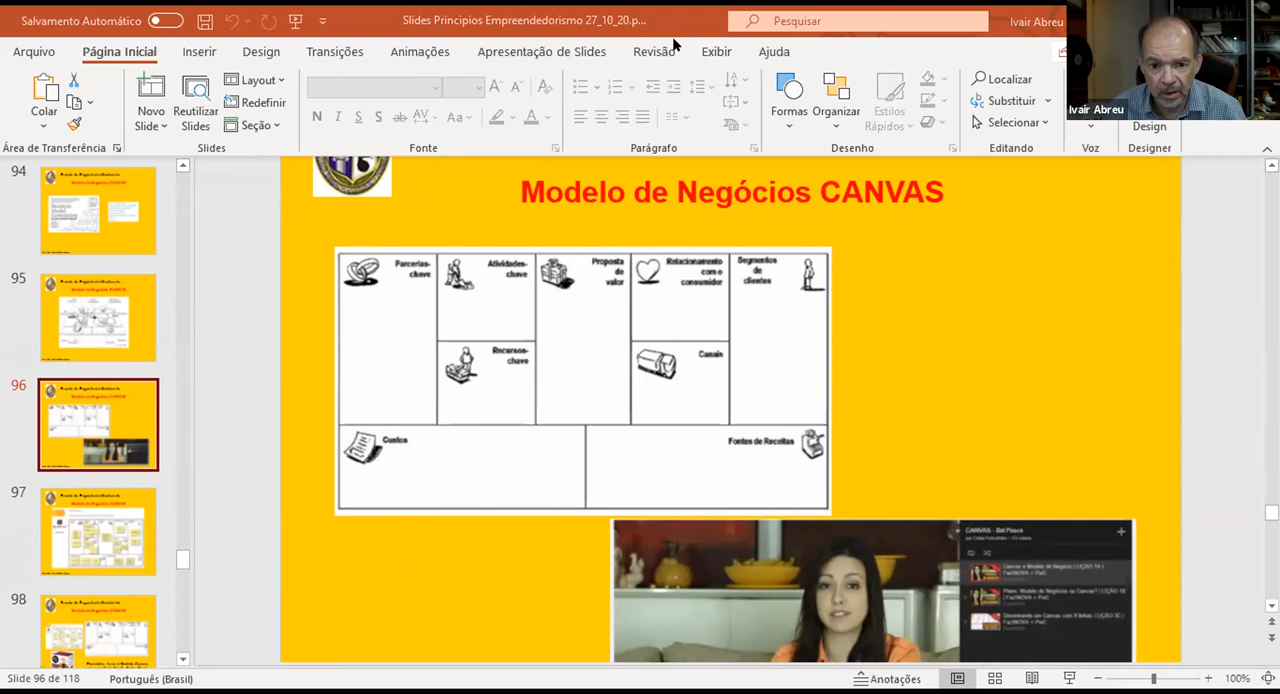 Salvamento Automático
Slides Principios Empreendedorismo 27_10_20.p...
Pesquisar
Ivair Abreu
Arquivo
Página Inicial
Inserir
Design
Transições
Animações
Apresentação de Slides
Revisão
Exibir
Ajuda
Ivair Abreu
Colar
Novo
Slide
Reutilizar
Slides
Layout
Redefinir
Seção
N I S S ab AV Aa A
Formas
Organizar
Estilos
Rápidos
Localizar
Substituir
Selecionar
Design
Área de Transferência
Slides
Fonte
Parágrafo
Desenho
Editando
Voz
Designer
94
95
96
97
98
Modelo de Negócios CANVAS
Parcerias-
chave
Atividades-
chave
Proposta
de
valor
Relacionamento
com o
consumidor
Segmentos
de
clientes
Recursos-
chave
Canais
Custos
Fontes de Receitas
CANVAS - Bel Pesce
Slide 96 de 118
Português (Brasil)
Anotações
100%